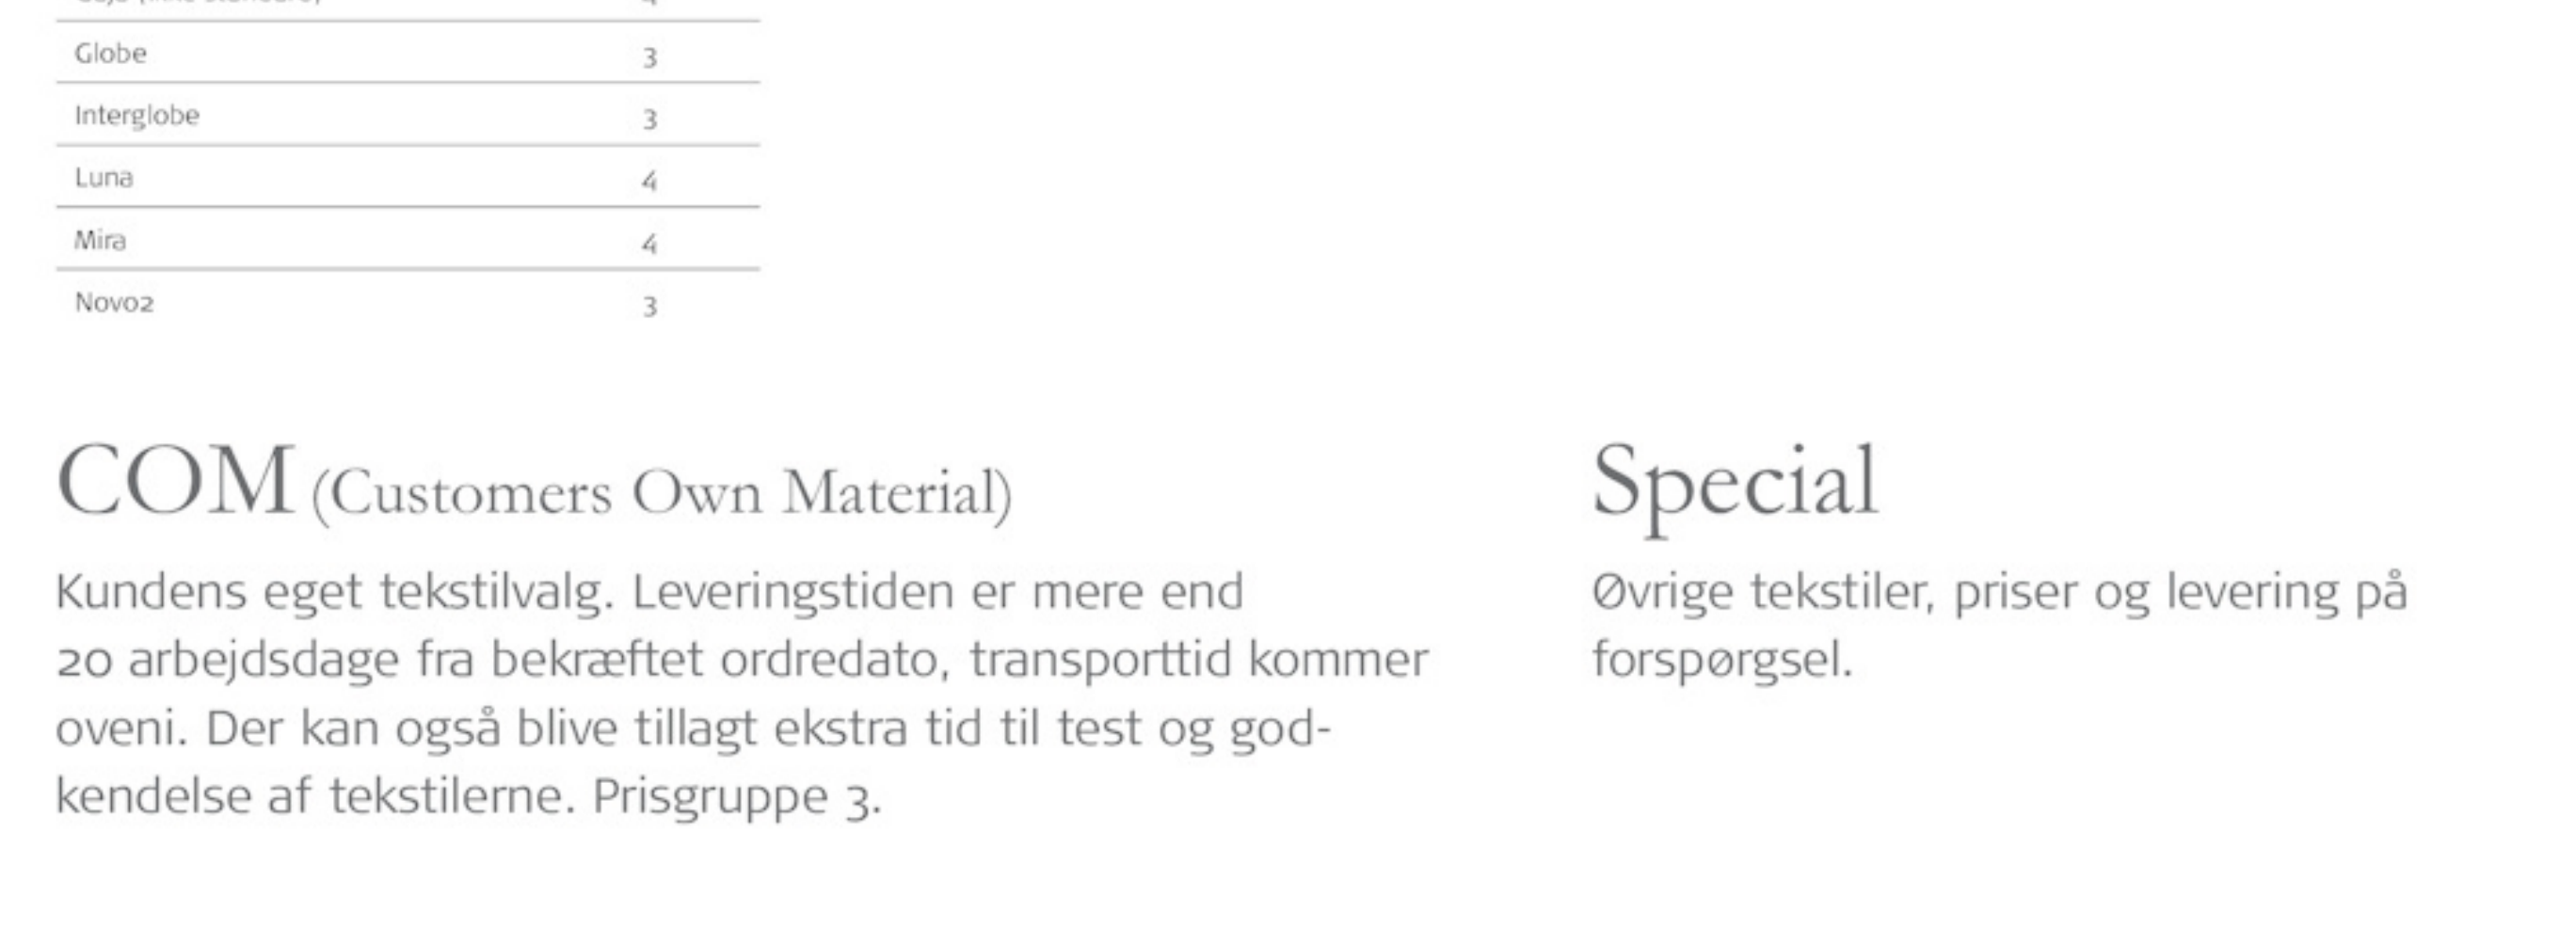 Globe 3
Interglobe 3
Luna 4
Mira 4
Novo2 3
COM (Customers Own Material)
Kundens eget tekstilvalg. Leveringstiden er mere end
20 arbejdsdage fra bekræftet ordredato, transporttid kommer
oveni. Der kan også blive tillagt ekstra tid til test og god-
kendelse af tekstilerne. Prisgruppe 3.
Special
Øvrige tekstiler, priser og levering på
forspørgsel.